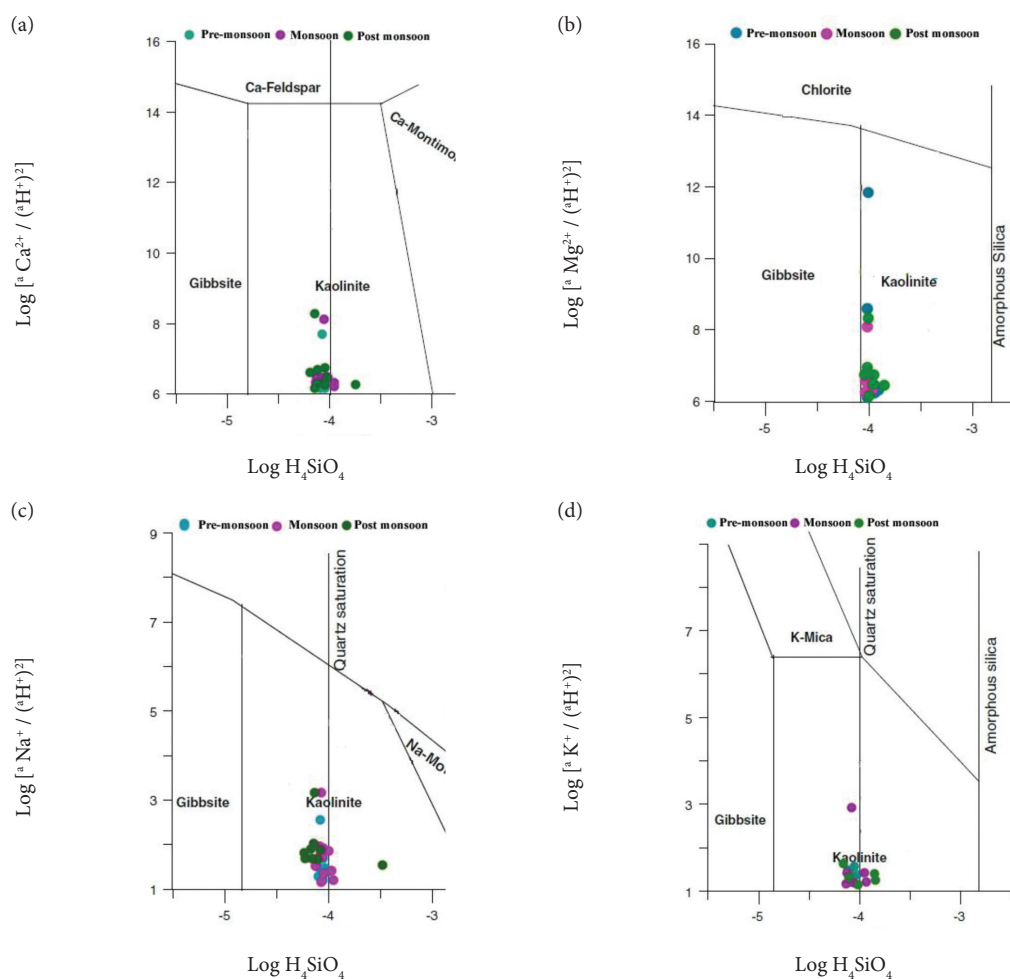 (a)
Pre-monsoon Monsoon Post monsoon
16
14
12
10
8
6
-5 -4 -3
Ca-Feldspar
Ca-Montimo
Gibbsite
Kaolinite
Log [ᵃ Ca²⁺ / (ᵃH⁺)²]
Log H₄SiO₄
(b)
Pre-monsoon Monsoon Post monsoon
16
14
12
10
8
6
-5 -4 -3
Chlorite
Gibbsite
Kaolinite
Amorphous Silica
Log [ᵃ Mg²⁺ / (ᵃH⁺)²]
Log H₄SiO₄
(c)
Pre-monsoon Monsoon Post monsoon
9
7
5
3
1
-5 -4 -3
Quartz saturation
Na-Mo
Gibbsite
Kaolinite
Log [ᵃ Na⁺ / (ᵃH⁺)²]
Log H₄SiO₄
(d)
Pre-monsoon Monsoon Post monsoon
7
5
3
1
-5 -4 -3
K-Mica
Quartz saturation
Amorphous silica
Gibbsite
Kaolinite
Log [ᵃ K⁺ / (ᵃH⁺)²]
Log H₄SiO₄